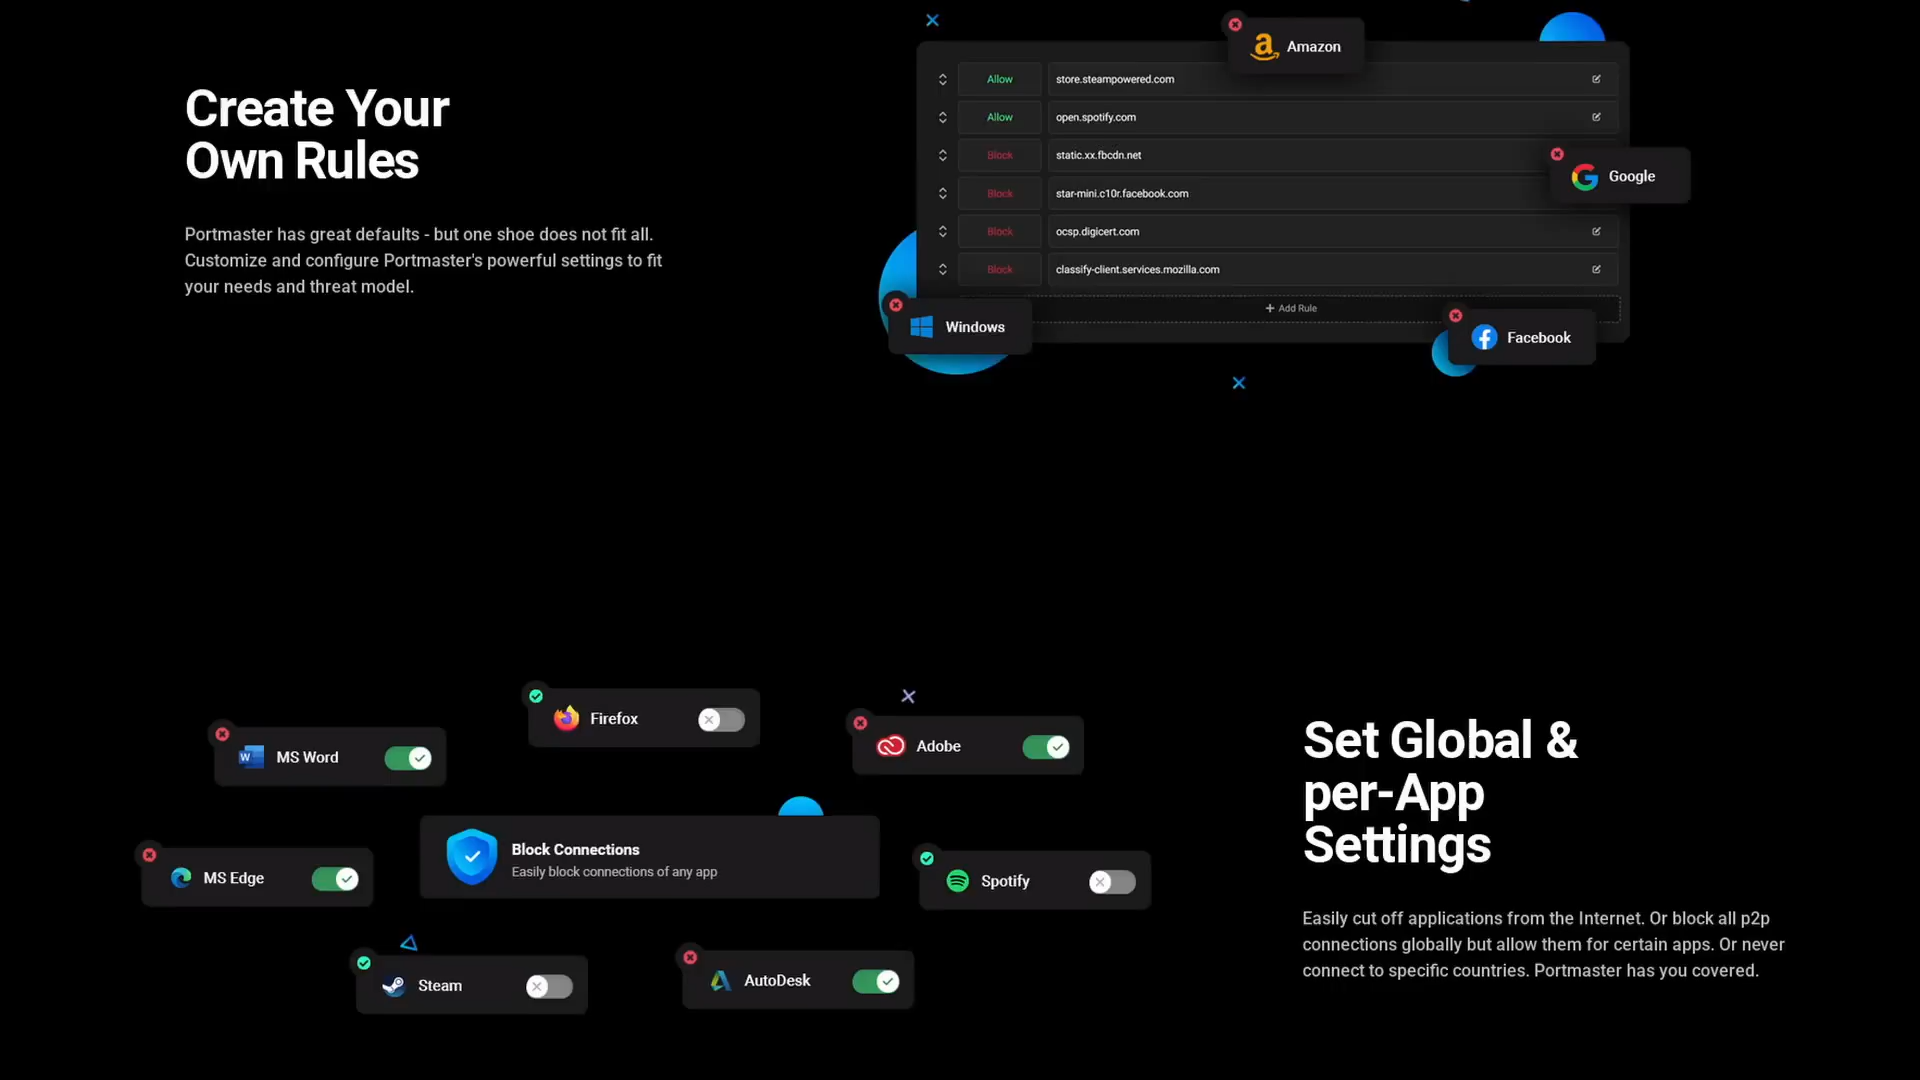 Create Your
Own Rules
Portmaster has great defaults - but one shoe does not fit all.
Customize and configure Portmaster's powerful settings to fit
your needs and threat model.
Amazon
Allow store.steampowered.com
Allow open.spotify.com
Block static.xx.fbcdn.net
Google
Block star-mini.c10r.facebook.com
Block ocsp.digicert.com
Block classify-client.services.mozilla.com
+ Add Rule
Windows
Facebook
Firefox
MS Word
Adobe
Block Connections
Easily block connections of any app
MS Edge
Spotify
Steam
AutoDesk
Set Global &
per-App
Settings
Easily cut off applications from the Internet. Or block all p2p
connections globally but allow them for certain apps. Or never
connect to specific countries. Portmaster has you covered.